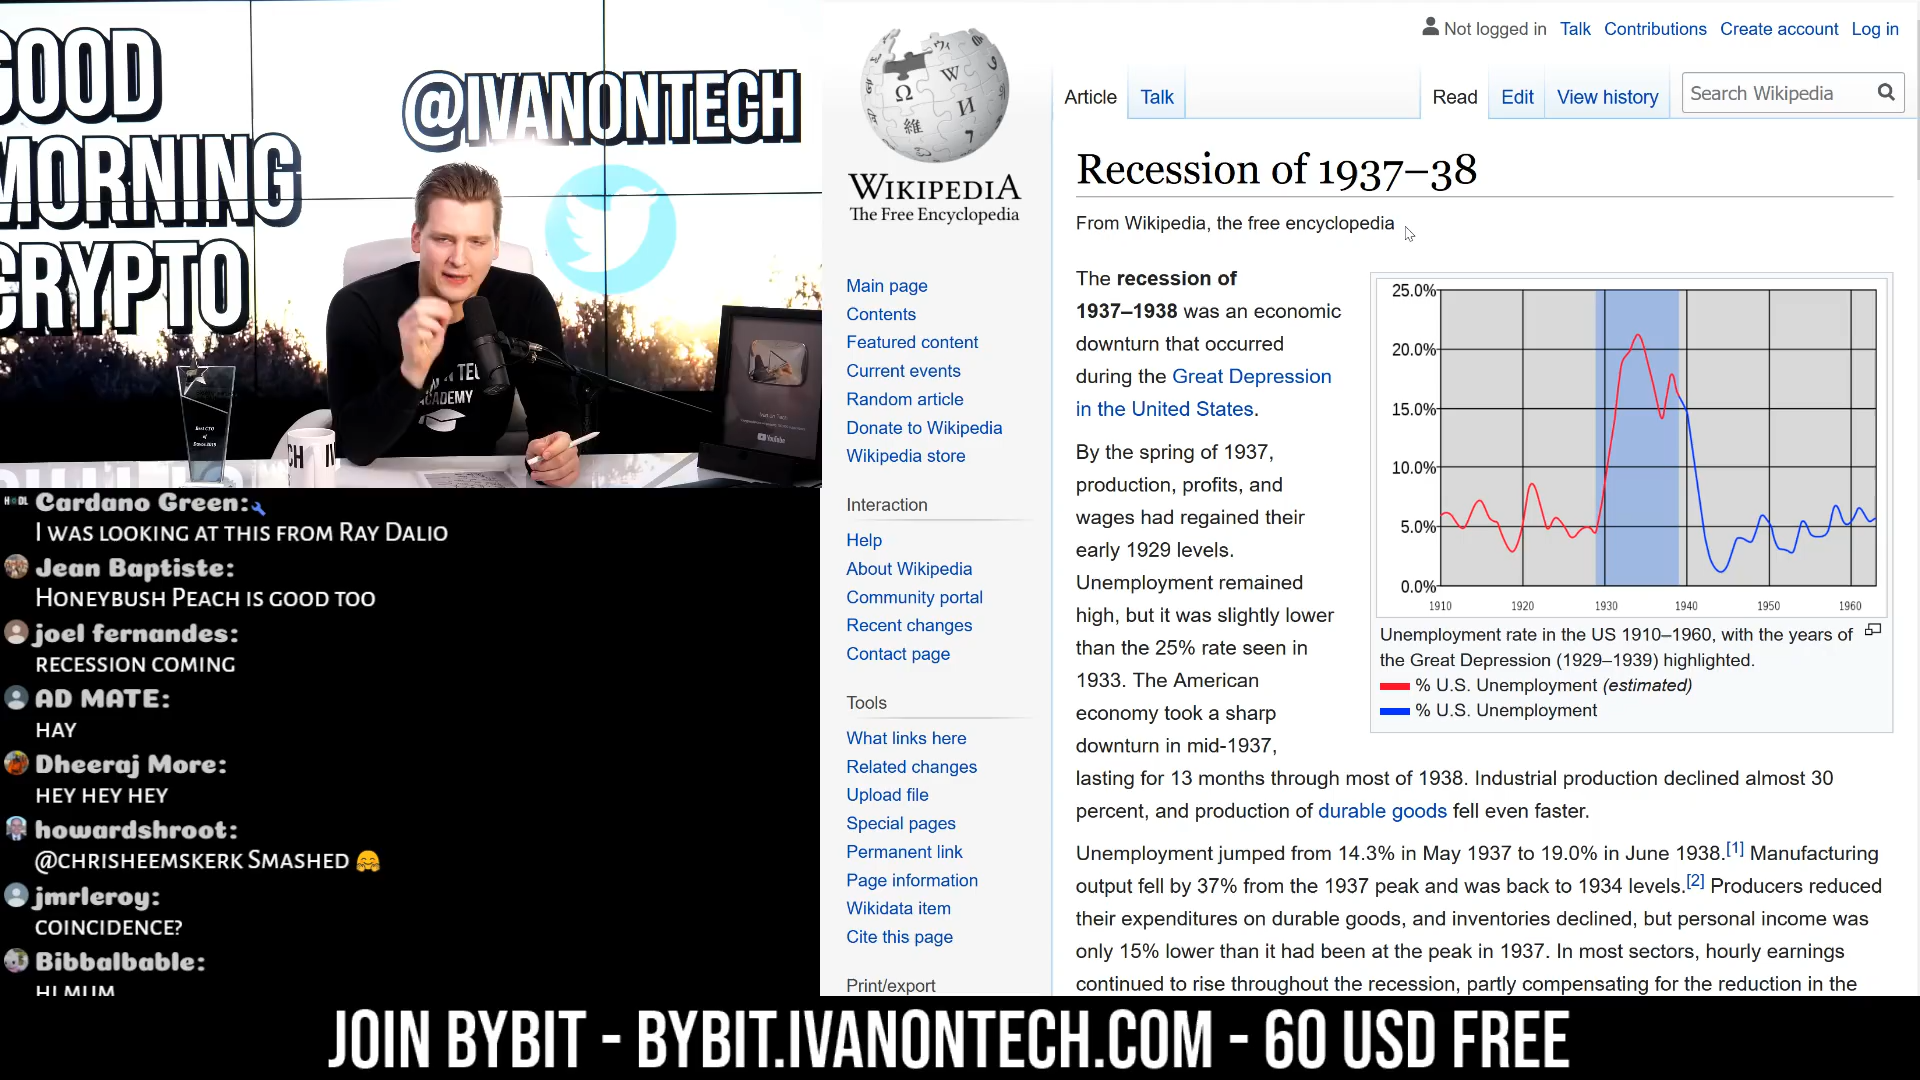 GOOD
MORNING
CRYPTO
@IVANONTECH
ACADEMY
Best CTO
of
YouTube
Cardano Green:
I WAS LOOKING AT THIS FROM RAY DALIO
Jean Baptiste:
HONEYBUSH PEACH IS GOOD TOO
joel fernandes:
RECESSION COMING
AD MATE:
HAY
Dheeraj More:
HEY HEY HEY
howardshroot:
@CHRISHEEMSKERK SMASHED 🤗
jmrleroy:
COINCIDENCE?
Bibbalbable:
HI MUM
WIKIPEDIA
The Free Encyclopedia
Main page
Contents
Featured content
Current events
Random article
Donate to Wikipedia
Wikipedia store
Interaction
Help
About Wikipedia
Community portal
Recent changes
Contact page
Tools
What links here
Related changes
Upload file
Special pages
Permanent link
Page information
Wikidata item
Cite this page
Print/export
Not logged in Talk Contributions Create account Log in
Article Talk Read Edit View history Search Wikipedia
Recession of 1937–38
From Wikipedia, the free encyclopedia
The recession of
1937–1938 was an economic
downturn that occurred
during the Great Depression
in the United States.
By the spring of 1937,
production, profits, and
wages had regained their
early 1929 levels.
Unemployment remained
high, but it was slightly lower
than the 25% rate seen in
1933. The American
economy took a sharp
downturn in mid-1937,
lasting for 13 months through most of 1938. Industrial production declined almost 30
percent, and production of durable goods fell even faster.
25.0%
20.0%
15.0%
10.0%
5.0%
0.0%
1910 1920 1930 1940 1950 1960
Unemployment rate in the US 1910–1960, with the years of
the Great Depression (1929–1939) highlighted.
% U.S. Unemployment (estimated)
% U.S. Unemployment
Unemployment jumped from 14.3% in May 1937 to 19.0% in June 1938.[1] Manufacturing
output fell by 37% from the 1937 peak and was back to 1934 levels.[2] Producers reduced
their expenditures on durable goods, and inventories declined, but personal income was
only 15% lower than it had been at the peak in 1937. In most sectors, hourly earnings
continued to rise throughout the recession, partly compensating for the reduction in the
JOIN BYBIT - BYBIT.IVANONTECH.COM - 60 USD FREE